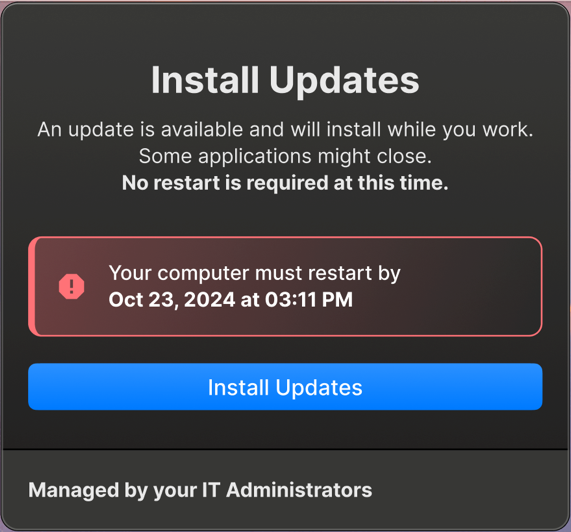 Install Updates
An update is available and will install while you work.
Some applications might close.
No restart is required at this time.
Your computer must restart by
Oct 23, 2024 at 03:11 PM
Install Updates
Managed by your IT Administrators